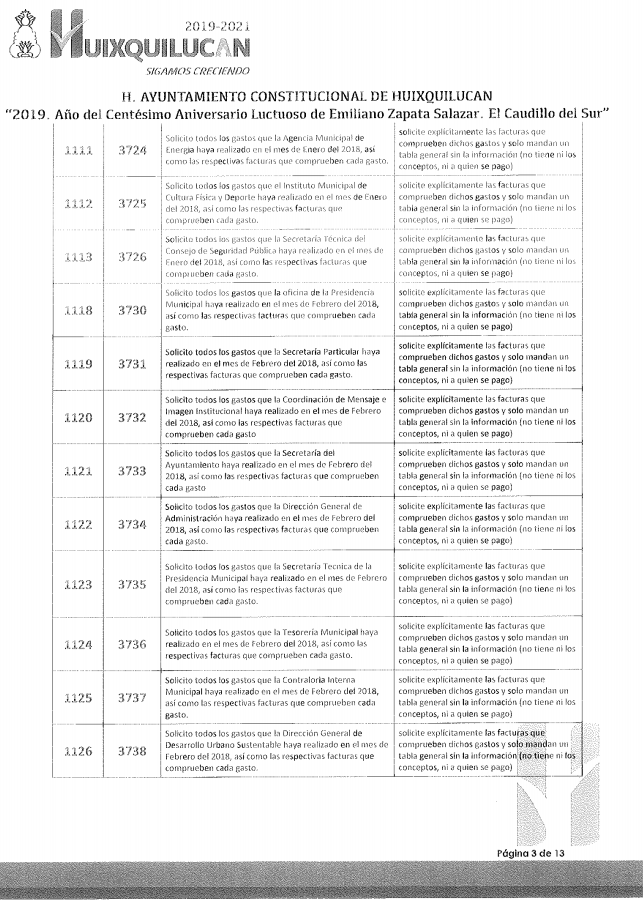 2019-2021
HUIXQUILUCAN
SIGAMOS CRECIENDO
H. AYUNTAMIENTO CONSTITUCIONAL DE HUIXQUILUCAN
"2019. Año del Centésimo Aniversario Luctuoso de Emiliano Zapata Salazar. El Caudillo del Sur"
1111
3724
Solicito todos los gastos que la Agencia Municipal de
Energia haya realizado en el mes de Enero del 2018, así
como las respectivas facturas que comprueben cada gasto.
solicite explícitamente las facturas que
comprueben dichos gastos y solo mandan un
tabla general sin la información (no tiene ni los
conceptos, ni a quien se pago)
1112
3725
Solicito todos los gastos que el Instituto Municipal de
Cultura Física y Deporte haya realizado en el mes de Enero
del 2018, así como las respectivas facturas que
comprueben cada gasto.
solicite explícitamente las facturas que
comprueben dichos gastos y solo mandan un
tabla general sin la información (no tiene ni los
conceptos, ni a quien se pago)
1113
3726
Solicito todos los gastos que la Secretaría Técnica del
Consejo de Seguridad Pública haya realizado en el mes de
Enero del 2018, así como las respectivas facturas que
comprueben cada gasto.
solicite explícitamente las facturas que
comprueben dichos gastos y solo mandan un
tabla general sin la información (no tiene ni los
conceptos, ni a quien se pago)
1118
3730
Solicito todos los gastos que la oficina de la Presidencia
Municipal haya realizado en el mes de Febrero del 2018,
así como las respectivas facturas que comprueben cada
gasto.
solicite explícitamente las facturas que
comprueben dichos gastos y solo mandan un
tabla general sin la información (no tiene ni los
conceptos, ni a quien se pago)
1119
3731
Solicito todos los gastos que la Secretaría Particular haya
realizado en el mes de Febrero del 2018, así como las
respectivas facturas que comprueben cada gasto.
solicite explícitamente las facturas que
comprueben dichos gastos y solo mandan un
tabla general sin la información (no tiene ni los
conceptos, ni a quien se pago)
1120
3732
Solicito todos los gastos que la Coordinación de Mensaje e
Imagen Institucional haya realizado en el mes de Febrero
del 2018, así como las respectivas facturas que
comprueben cada gasto
solicite explícitamente las facturas que
comprueben dichos gastos y solo mandan un
tabla general sin la información (no tiene ni los
conceptos, ni a quien se pago)
1121
3733
Solicito todos los gastos que la Secretaría del
Ayuntamiento haya realizado en el mes de Febrero del
2018, así como las respectivas facturas que comprueben
cada gasto
solicite explícitamente las facturas que
comprueben dichos gastos y solo mandan un
tabla general sin la información (no tiene ni los
conceptos, ni a quien se pago)
1122
3734
Solicito todos los gastos que la Dirección General de
Administración haya realizado en el mes de Febrero del
2018, así como las respectivas facturas que comprueben
cada gasto.
solicite explícitamente las facturas que
comprueben dichos gastos y solo mandan un
tabla general sin la información (no tiene ni los
conceptos, ni a quien se pago)
1123
3735
Solicito todos los gastos que la Secretaría Tecnica de la
Presidencia Municipal haya realizado en el mes de Febrero
del 2018, así como las respectivas facturas que
comprueben cada gasto.
solicite explícitamente las facturas que
comprueben dichos gastos y solo mandan un
tabla general sin la información (no tiene ni los
conceptos, ni a quien se pago)
1124
3736
Solicito todos los gastos que la Tesorería Municipal haya
realizado en el mes de Febrero del 2018, así como las
respectivas facturas que comprueben cada gasto.
solicite explícitamente las facturas que
comprueben dichos gastos y solo mandan un
tabla general sin la información (no tiene ni los
conceptos, ni a quien se pago)
1125
3737
Solicito todos los gastos que la Contraloria Interna
Municipal haya realizado en el mes de Febrero del 2018,
así como las respectivas facturas que comprueben cada
gasto.
solicite explícitamente las facturas que
comprueben dichos gastos y solo mandan un
tabla general sin la información (no tiene ni los
conceptos, ni a quien se pago)
1126
3738
Solicito todos los gastos que la Dirección General de
Desarrollo Urbano Sustentable haya realizado en el mes de
Febrero del 2018, así como las respectivas facturas que
comprueben cada gasto.
solicite explícitamente las facturas que
comprueben dichos gastos y solo mandan un
tabla general sin la información (no tiene ni los
conceptos, ni a quien se pago)
Página 3 de 13